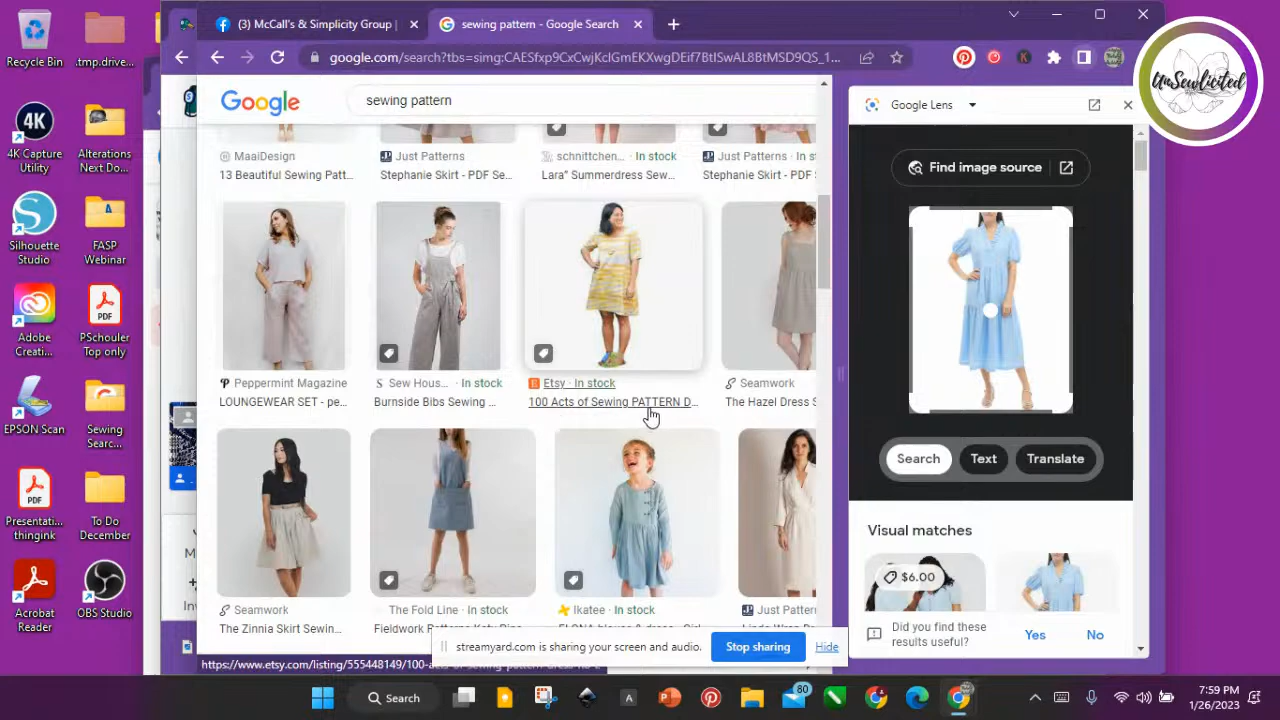 Recycle Bin
.tmp.drive...
4K Capture
Utility
Alterations
Next Do...
Silhouette
Studio
FASP
Webinar
Adobe
Creati...
PSchouler
Top only
EPSON Scan
Sewing
Searc...
Presentati...
thingink
To Do
December
Acrobat
Reader
OBS Studio
(3) McCall's & Simplicity Group |
sewing pattern - Google Search
google.com/search?tbs=simg:CAESfxp9CxCwjKcIGmEKXwgDEif7BtISwAL8BtMSD9QS_1...
UnSewlicited
Google
sewing pattern
MaaiDesign
13 Beautiful Sewing Patt...
Just Patterns
Stephanie Skirt - PDF Se...
schnittchen... · In stock
Lara" Summerdress Sew...
Just Patterns · In s
Stephanie Skirt - PDF Se...
Peppermint Magazine
LOUNGEWEAR SET - pe...
Sew Hous... · In stock
Burnside Bibs Sewing ...
Etsy · In stock
100 Acts of Sewing PATTERN D...
Seamwork
The Hazel Dress S
Seamwork
The Zinnia Skirt Sewin...
The Fold Line · In stock
Ikatee · In stock
Just Pattern
https://www.etsy.com/listing/555448149/100-acts-of-sewing-pattern-dress-no-2
streamyard.com is sharing your screen and audio.
Stop sharing
Hide
Google Lens
Find image source
Search
Text
Translate
Visual matches
$6.00
Did you find these
results useful?
Yes
No
Search
80
7:59 PM
1/26/2023